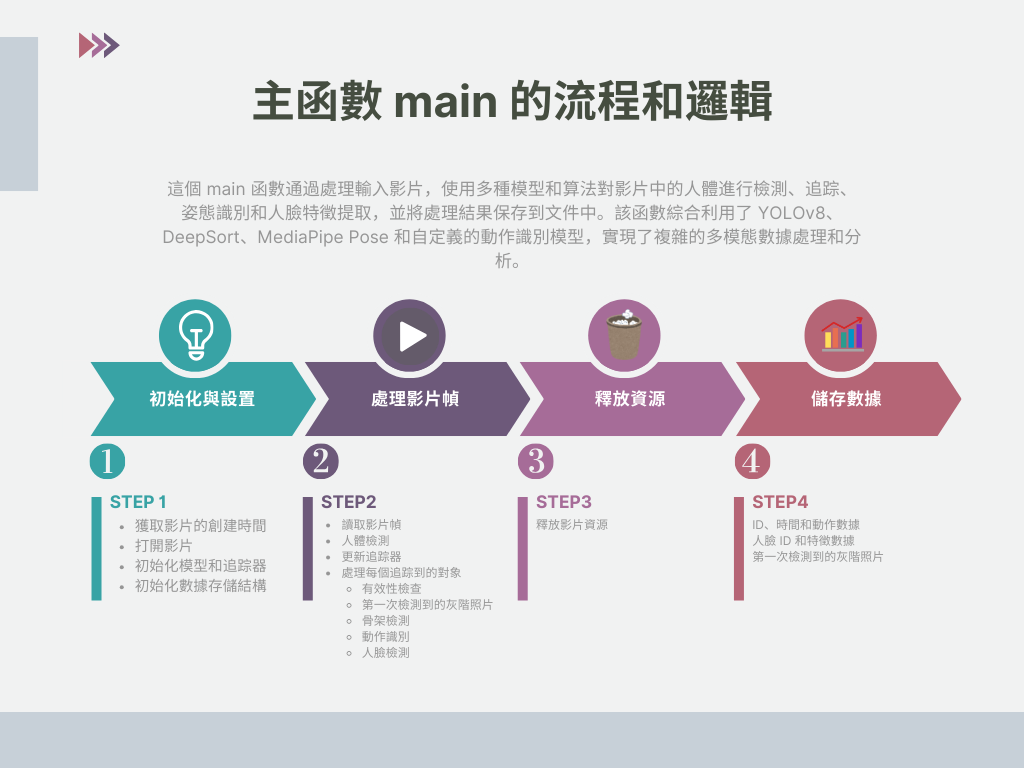 主函數 main 的流程和邏輯
這個 main 函數通過處理輸入影片，使用多種模型和算法對影片中的人體進行檢測、追踪、
姿態識別和人臉特徵提取，並將處理結果保存到文件中。該函數綜合利用了 YOLOv8、
DeepSort、MediaPipe Pose 和自定義的動作識別模型，實現了複雜的多模態數據處理和分
析。
初始化與設置
處理影片幀
釋放資源
儲存數據
1
2
3
4
STEP 1
獲取影片的創建時間
打開影片
初始化模型和追踪器
初始化數據存儲結構
STEP2
讀取影片幀
人體檢測
更新追踪器
處理每個追踪到的對象
有效性檢查
第一次檢測到的灰階照片
骨架檢測
動作識別
人臉檢測
STEP3
釋放影片資源
STEP4
ID、時間和動作數據
人臉 ID 和特徵數據
第一次檢測到的灰階照片